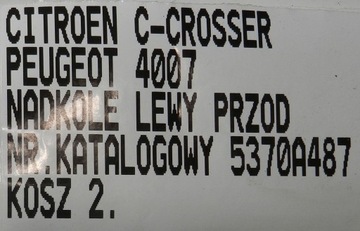 CITROEN C-CROSSER
PEUGEOT 4007
NADKOLE LEWY PRZOD
NR.KATALOGOWY 5370A487
KOSZ 2.